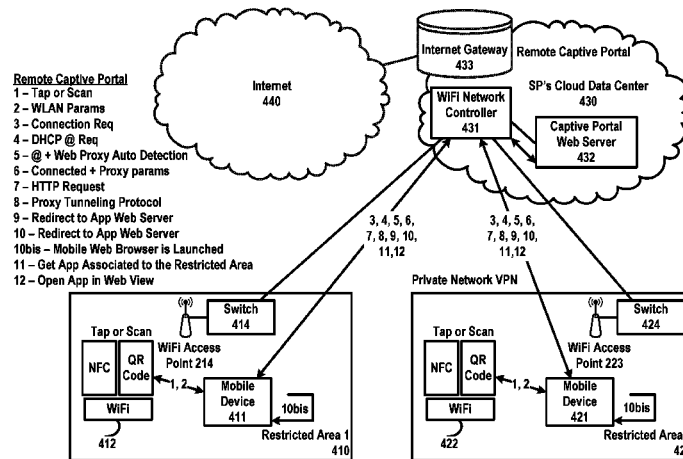 Internet Gateway
433
Remote Captive Portal
Internet
440
SP's Cloud Data Center
430
WiFi Network
Controller
431
Captive Portal
Web Server
432
Remote Captive Portal
1 – Tap or Scan
2 – WLAN Params
3 – Connection Req
4 – DHCP @ Req
5 – @ + Web Proxy Auto Detection
6 – Connected + Proxy params
7 – HTTP Request
8 – Proxy Tunneling Protocol
9 – Redirect to App Web Server
10 – Redirect to App Web Server
10bis – Mobile Web Browser is Launched
11 – Get App Associated to the Restricted Area
12 – Open App in Web View
3, 4, 5, 6,
7, 8, 9, 10,
11,12
3, 4, 5, 6,
7, 8, 9, 10,
11,12
Private Network VPN
Switch
414
Tap or Scan
WiFi Access
Point 214
NFC
QR
Code
WiFi
1, 2
Mobile
Device
411
10bis
412
Restricted Area 1
410
Switch
424
Tap or Scan
WiFi Access
Point 223
NFC
QR
Code
WiFi
1, 2
Mobile
Device
421
10bis
422
Restricted Area
42